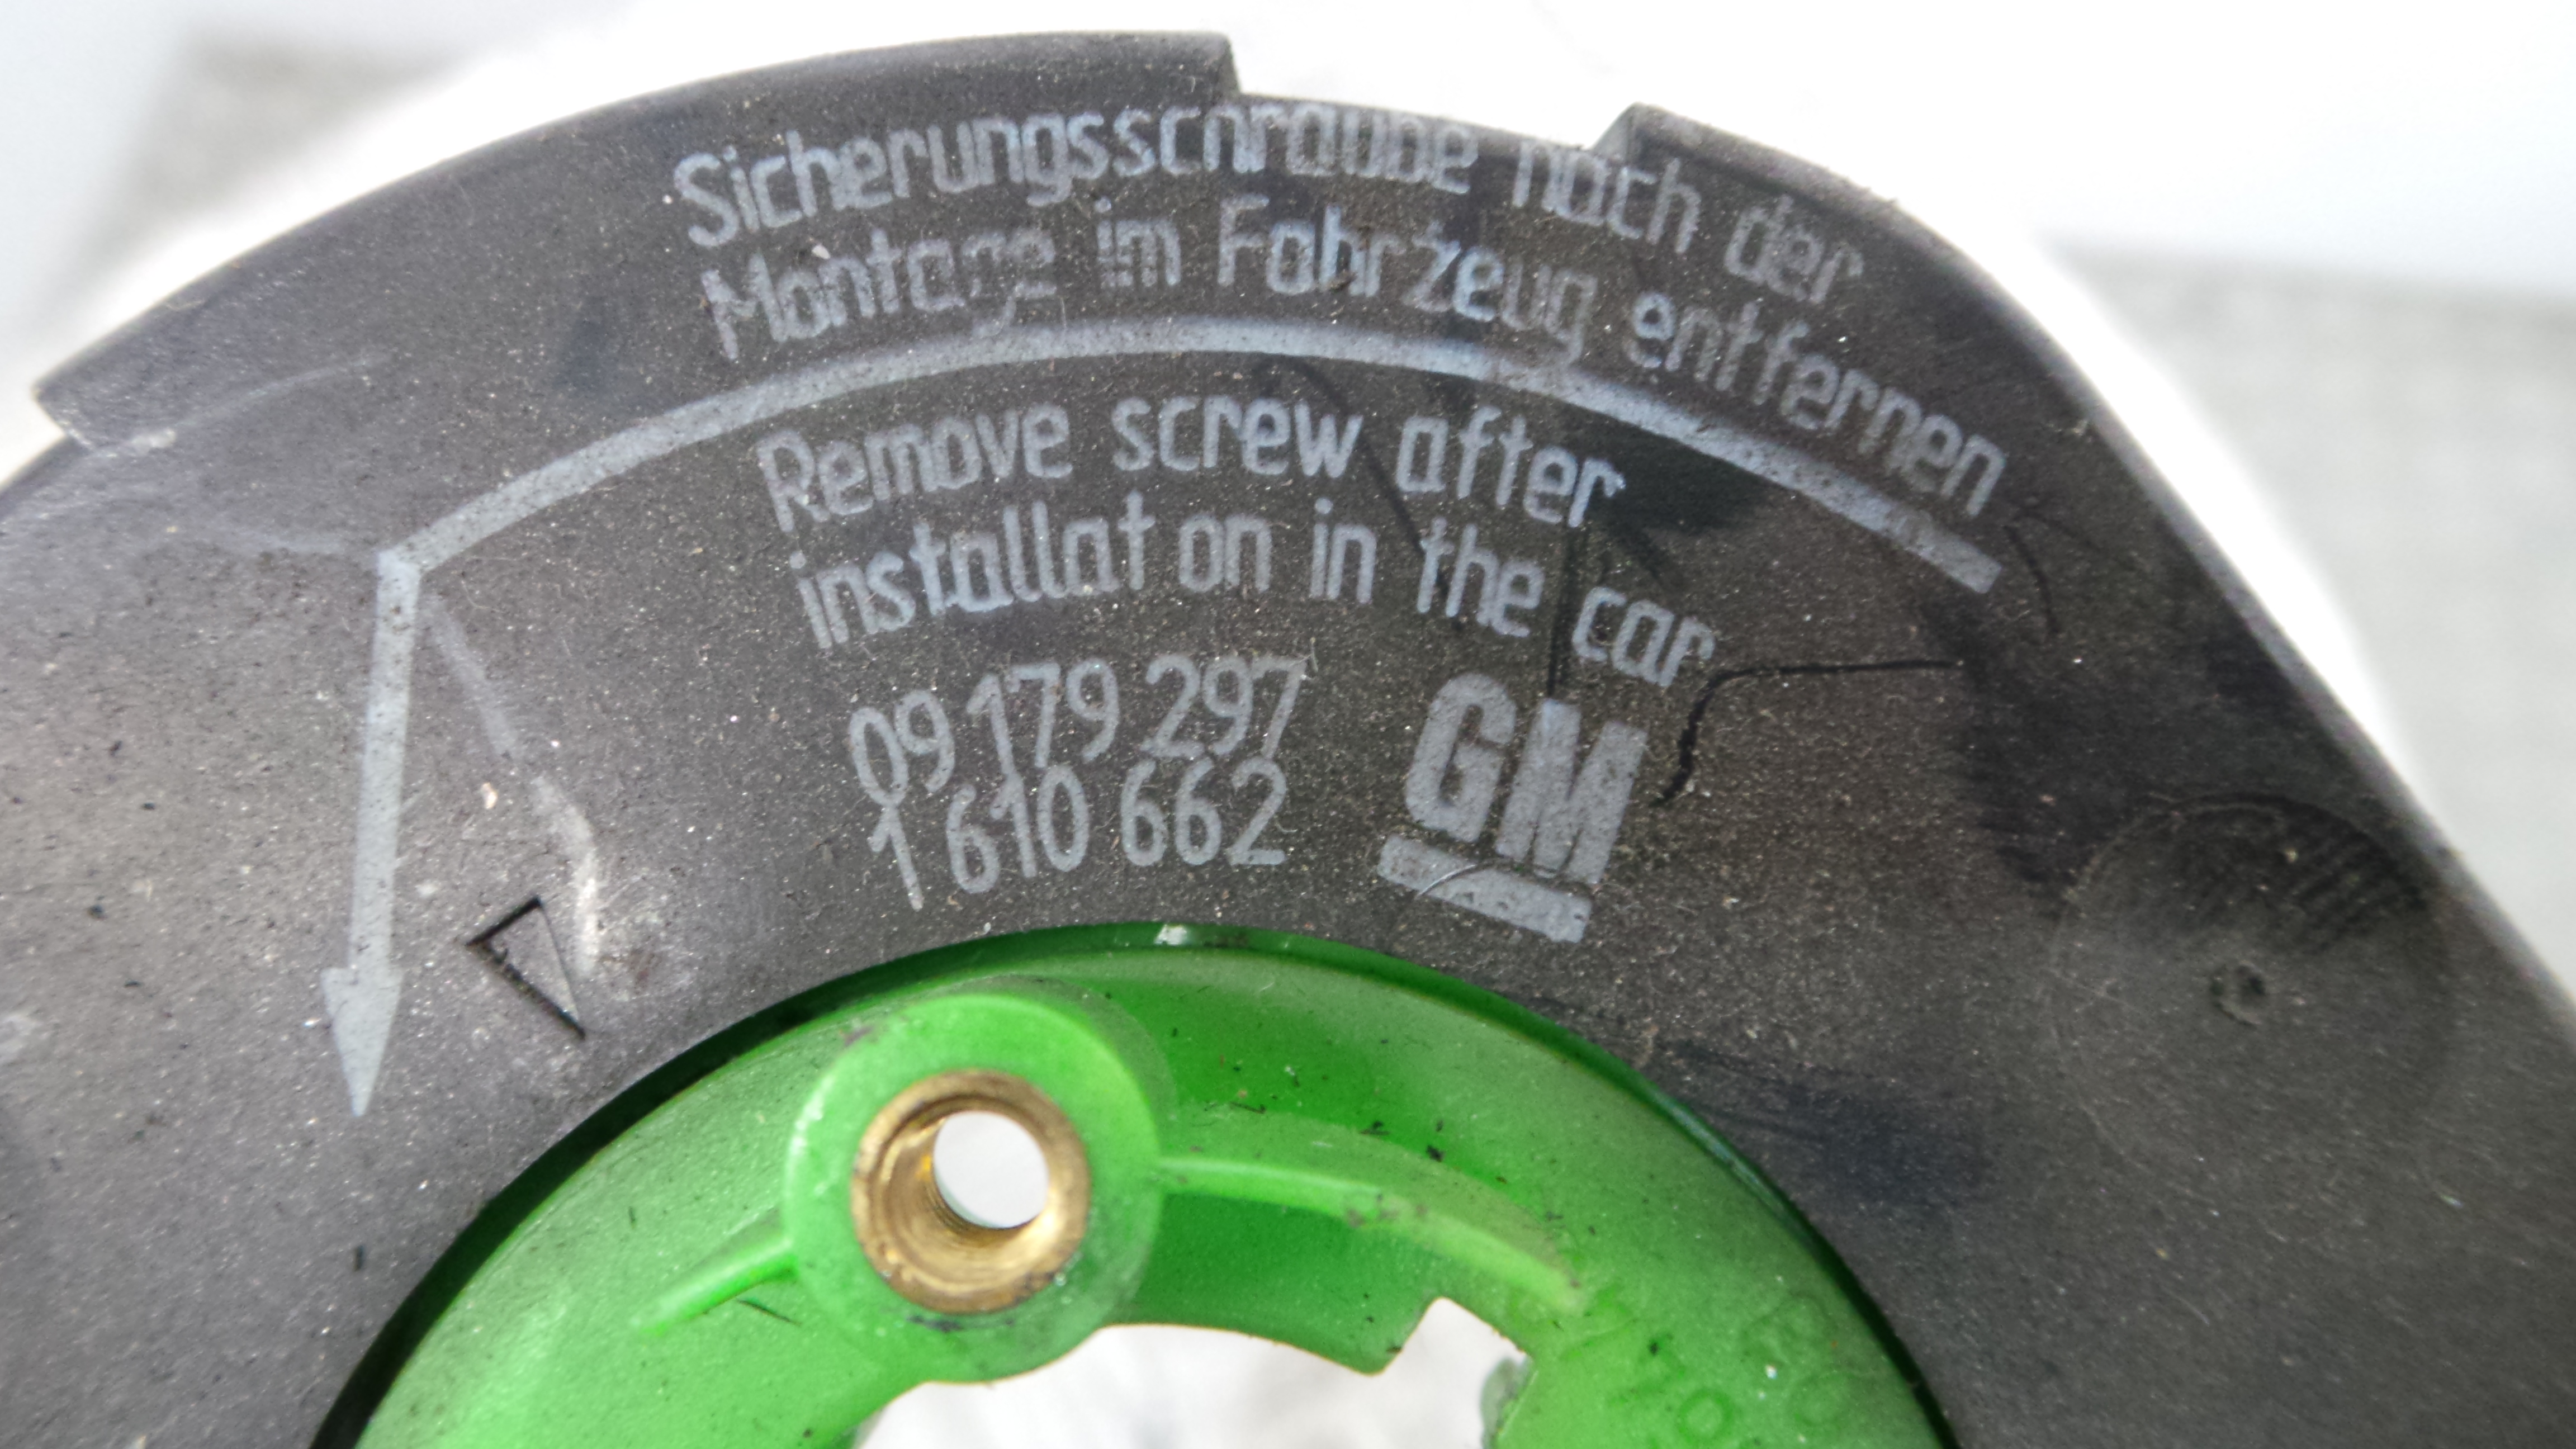 Sicherungsschraube nach der
Montage im Fahrzeug entfernen
Remove screw after
installat on in the car
09 179 297
1 610 662
GM